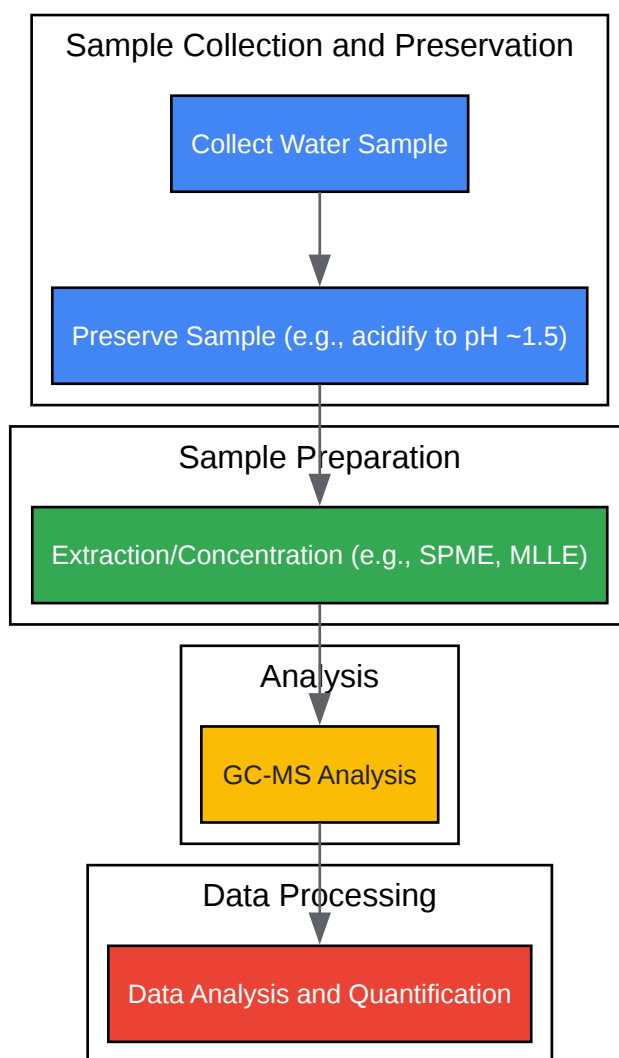 Sample Collection and Preservation
Collect Water Sample
Preserve Sample (e.g., acidify to pH ~1.5)
Sample Preparation
Extraction/Concentration (e.g., SPME, MLLE)
Analysis
GC-MS Analysis
Data Processing
Data Analysis and Quantification